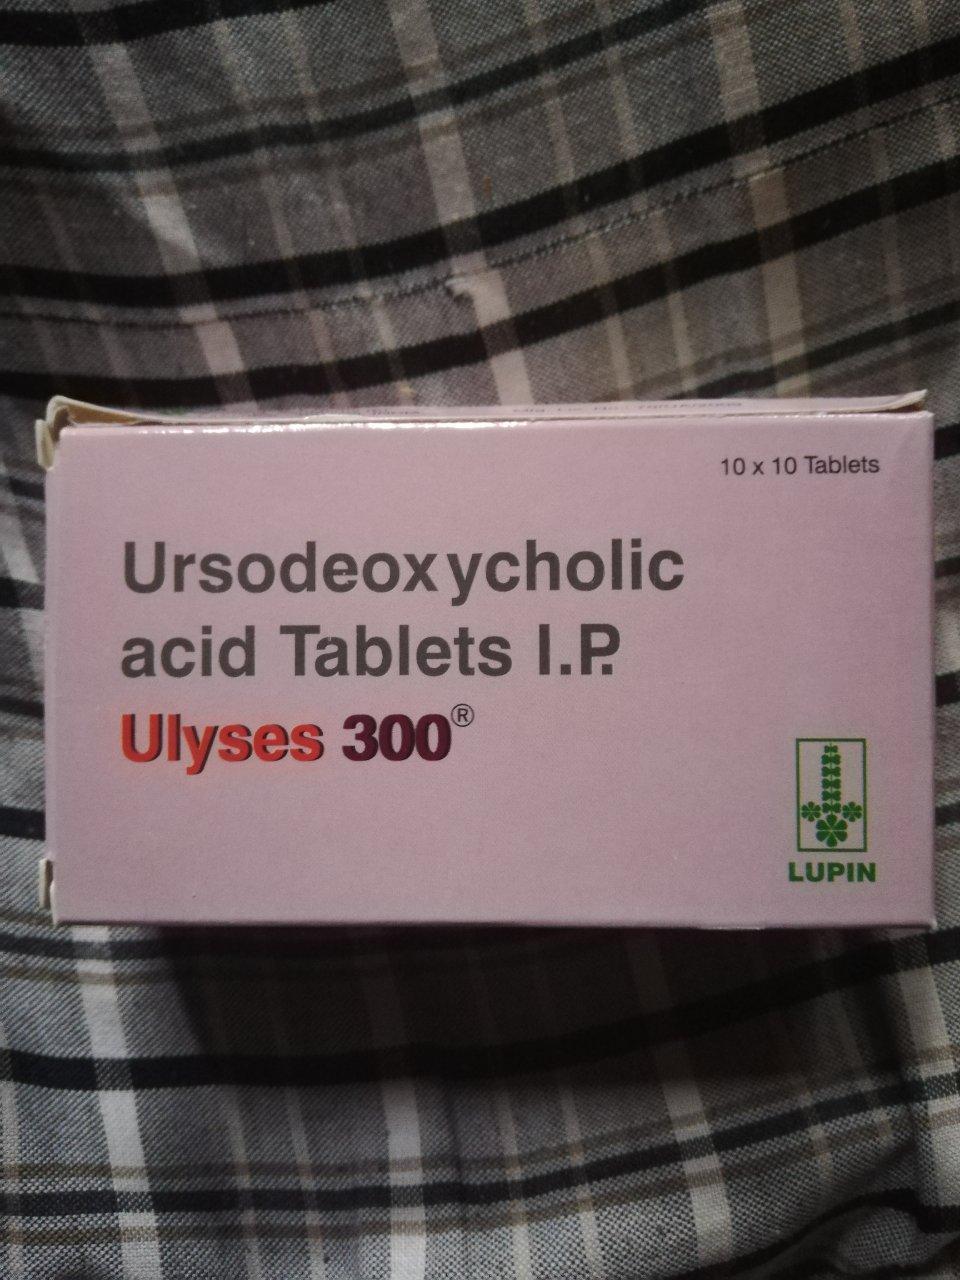 10 x 10 Tablets
Ursodeoxycholic
acid Tablets I.P.
Ulyses 300®
LUPIN